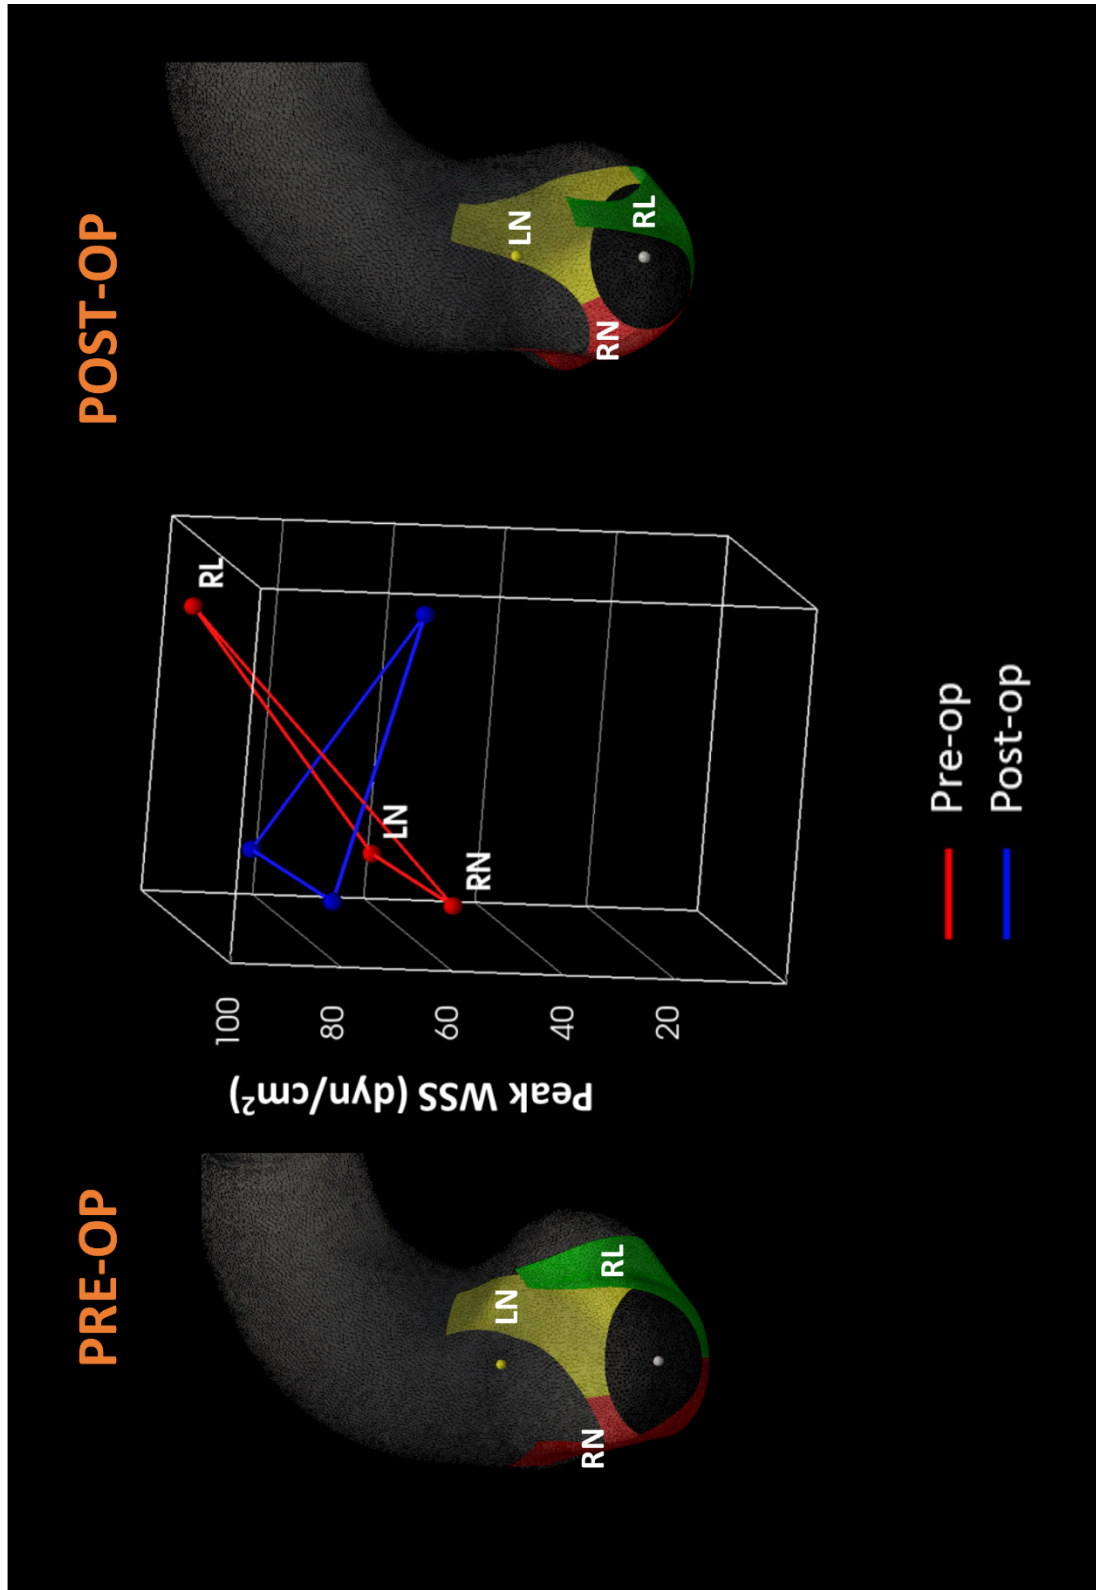 PRE-OP
POST-OP
RN
LN
RL
Peak WSS (dyn/cm²)
100
80
60
40
20
RL
LN
RN
RN
LN
RL
Pre-op
Post-op